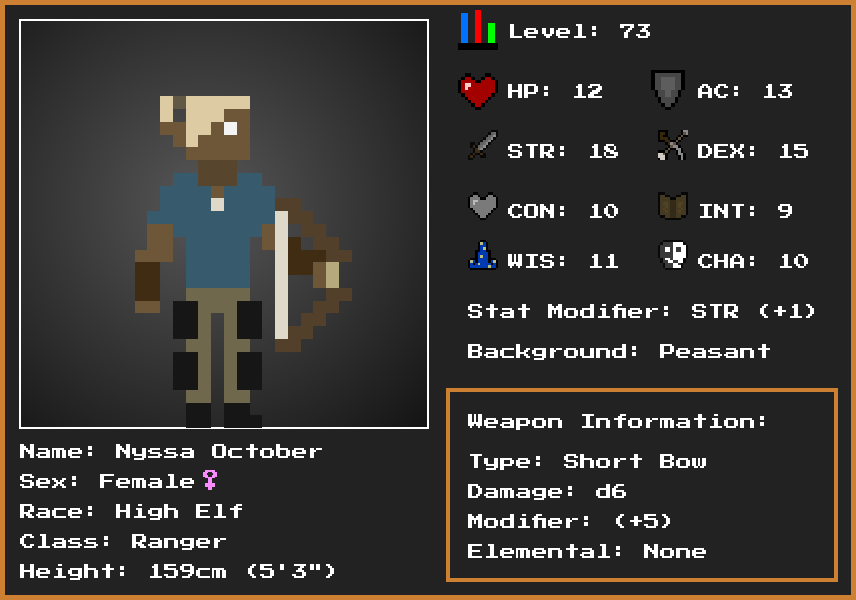 Level: 73
HP: 12 AC: 13
STR: 18 DEX: 15
CON: 10 INT: 9
WIS: 11 CHA: 10
Stat Modifier: STR (+1)
Background: Peasant
Weapon Information:
Type: Short Bow
Damage: d6
Modifier: (+5)
Elemental: None
Name: Nyssa October
Sex: Female♀
Race: High Elf
Class: Ranger
Height: 159cm (5'3")